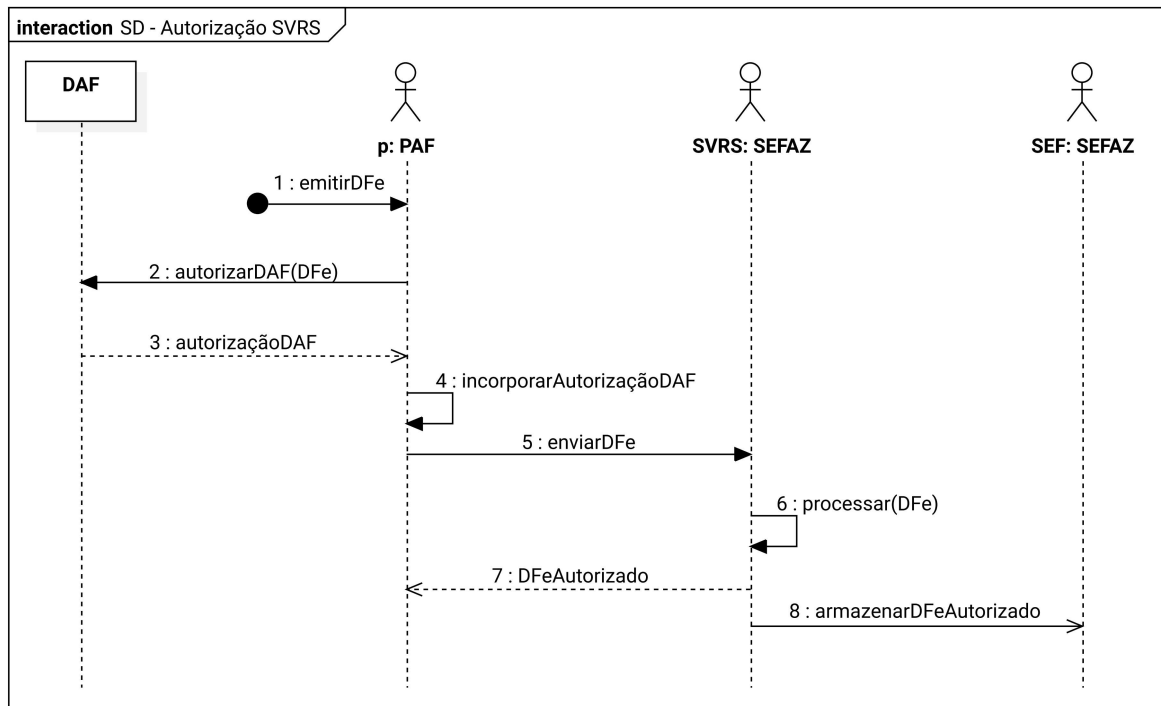 interaction SD - Autorização SVRS
DAF
p: PAF
SVRS: SEFAZ
SEF: SEFAZ
1 : emitirDFe
2 : autorizarDAF(DFe)
3 : autorizaçãoDAF
4 : incorporarAutorizaçãoDAF
5 : enviarDFe
6 : processar(DFe)
7 : DFeAutorizado
8 : armazenarDFeAutorizado